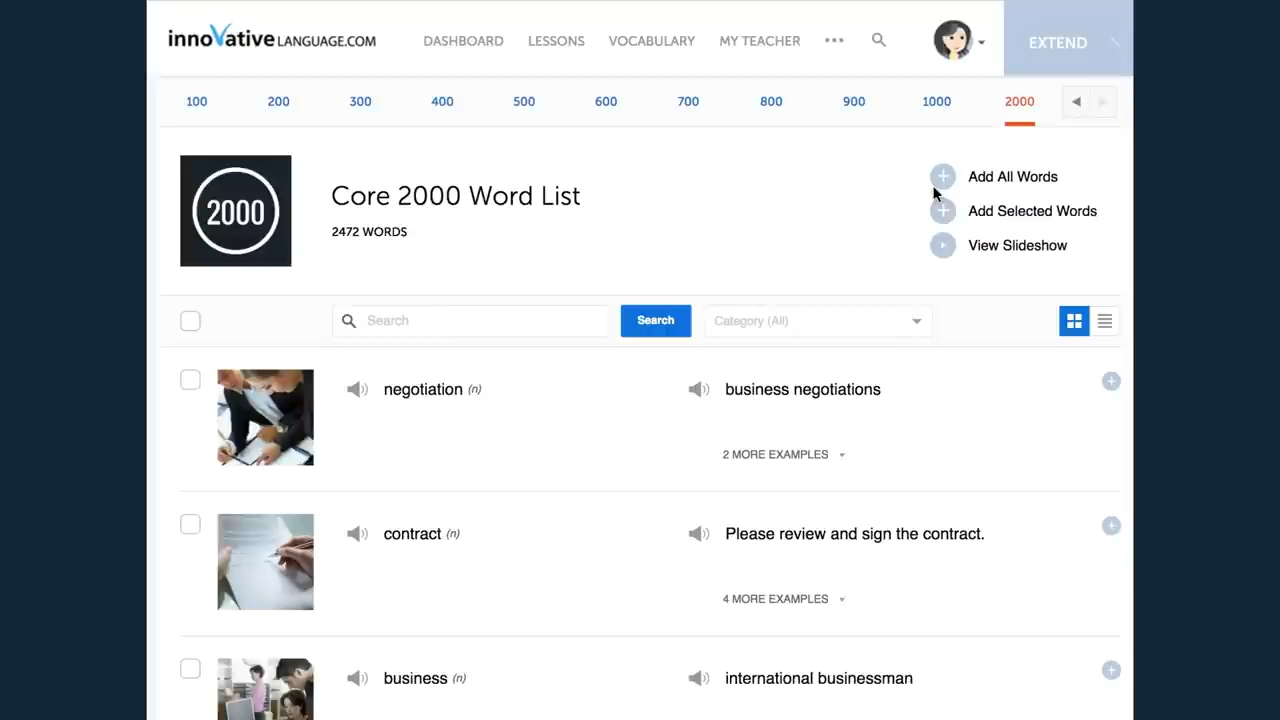 innoVative LANGUAGE.COM DASHBOARD LESSONS VOCABULARY MY TEACHER EXTEND
100 200 300 400 500 600 700 800 900 1000 2000
2000
Core 2000 Word List
2472 WORDS
Add All Words
Add Selected Words
View Slideshow
Search Search Category (All)
negotiation (n) business negotiations
2 MORE EXAMPLES
contract (n) Please review and sign the contract.
4 MORE EXAMPLES
business (n) international businessman